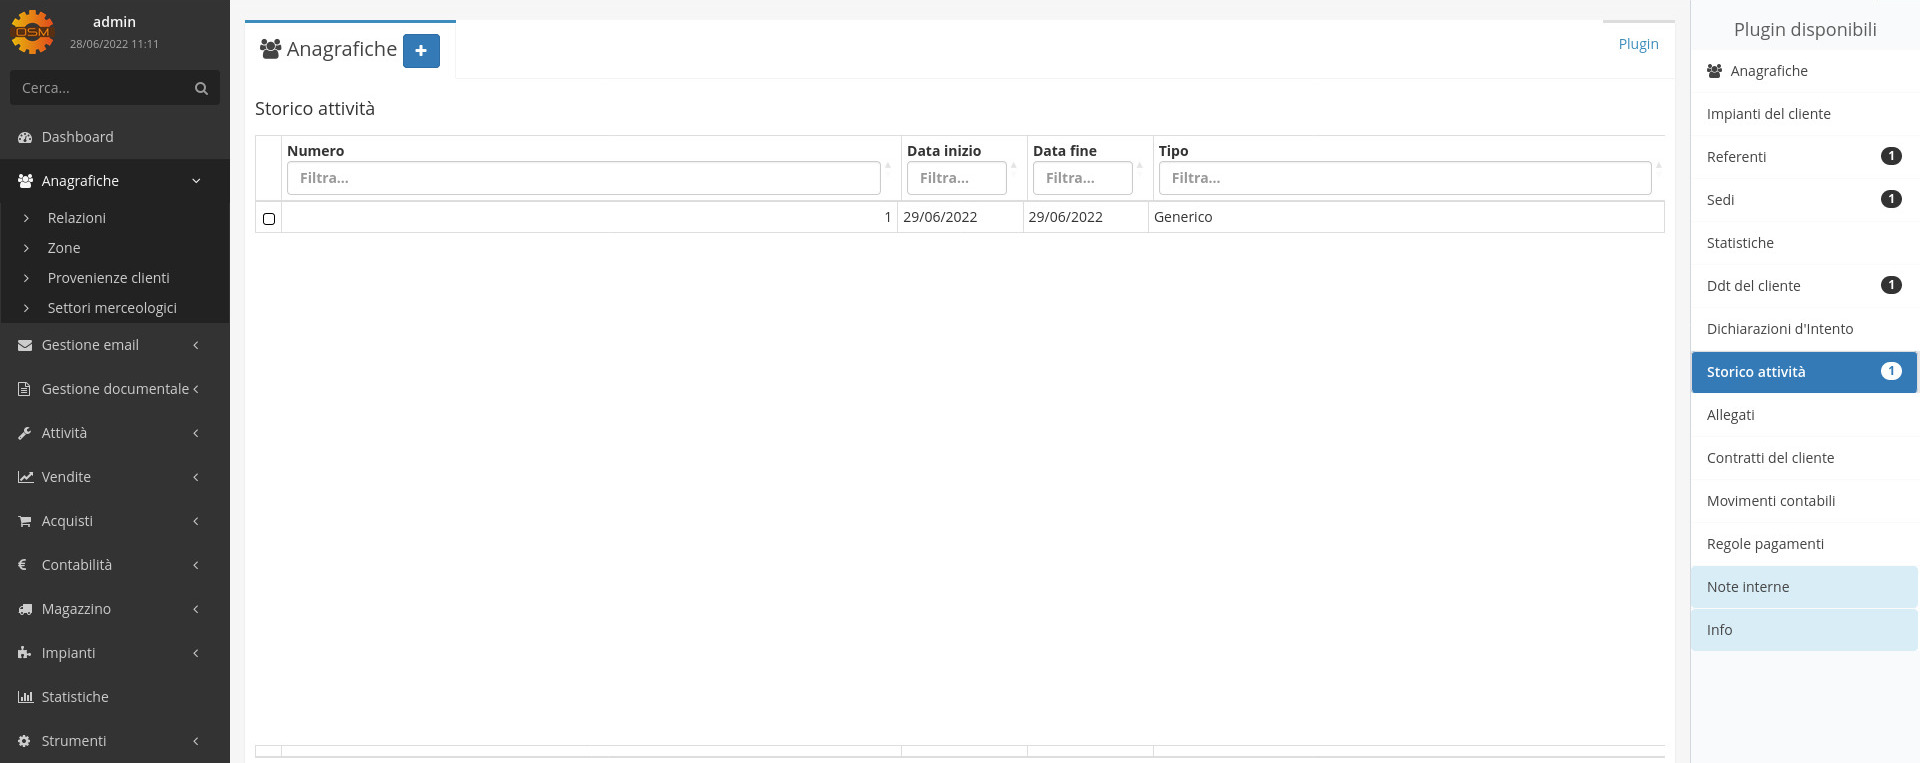 OSM
admin
28/06/2022 11:11
Cerca...
Dashboard
Anagrafiche
Relazioni
Zone
Provenienze clienti
Settori merceologici
Gestione email
Gestione documentale
Attività
Vendite
Acquisti
Contabilità
Magazzino
Impianti
Statistiche
Strumenti
Anagrafiche +
Plugin
Storico attività
Numero Data inizio Data fine Tipo
Filtra... Filtra... Filtra... Filtra...
1 29/06/2022 29/06/2022 Generico
Plugin disponibili
Anagrafiche
Impianti del cliente
Referenti 1
Sedi 1
Statistiche
Ddt del cliente 1
Dichiarazioni d'Intento
Storico attività 1
Allegati
Contratti del cliente
Movimenti contabili
Regole pagamenti
Note interne
Info